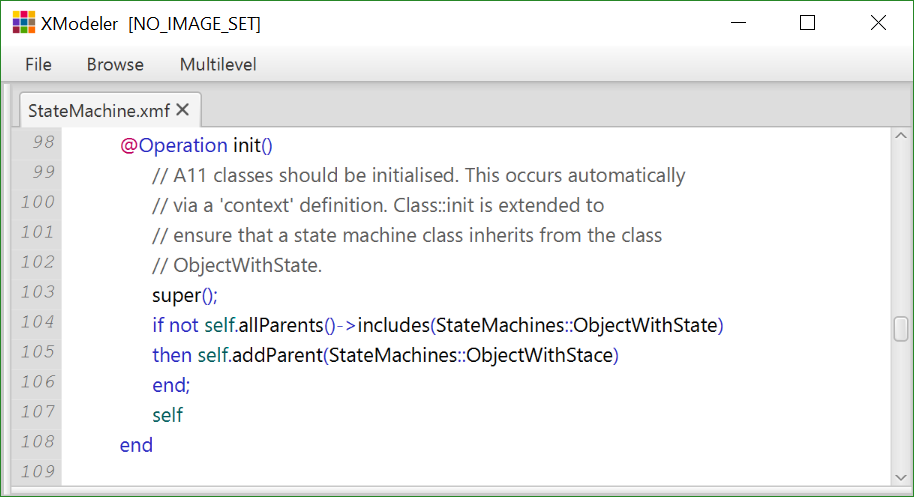 XModeler [NO_IMAGE_SET]
File Browse Multilevel
StateMachine.xmf
98 @Operation init()
99 // A11 classes should be initialised. This occurs automatically
100 // via a 'context' definition. Class::init is extended to
101 // ensure that a state machine class inherits from the class
102 // ObjectWithState.
103 super();
104 if not self.allParents()->includes(StateMachines::ObjectWithState)
105 then self.addParent(StateMachines::ObjectWithStace)
106 end;
107 self
108 end
109